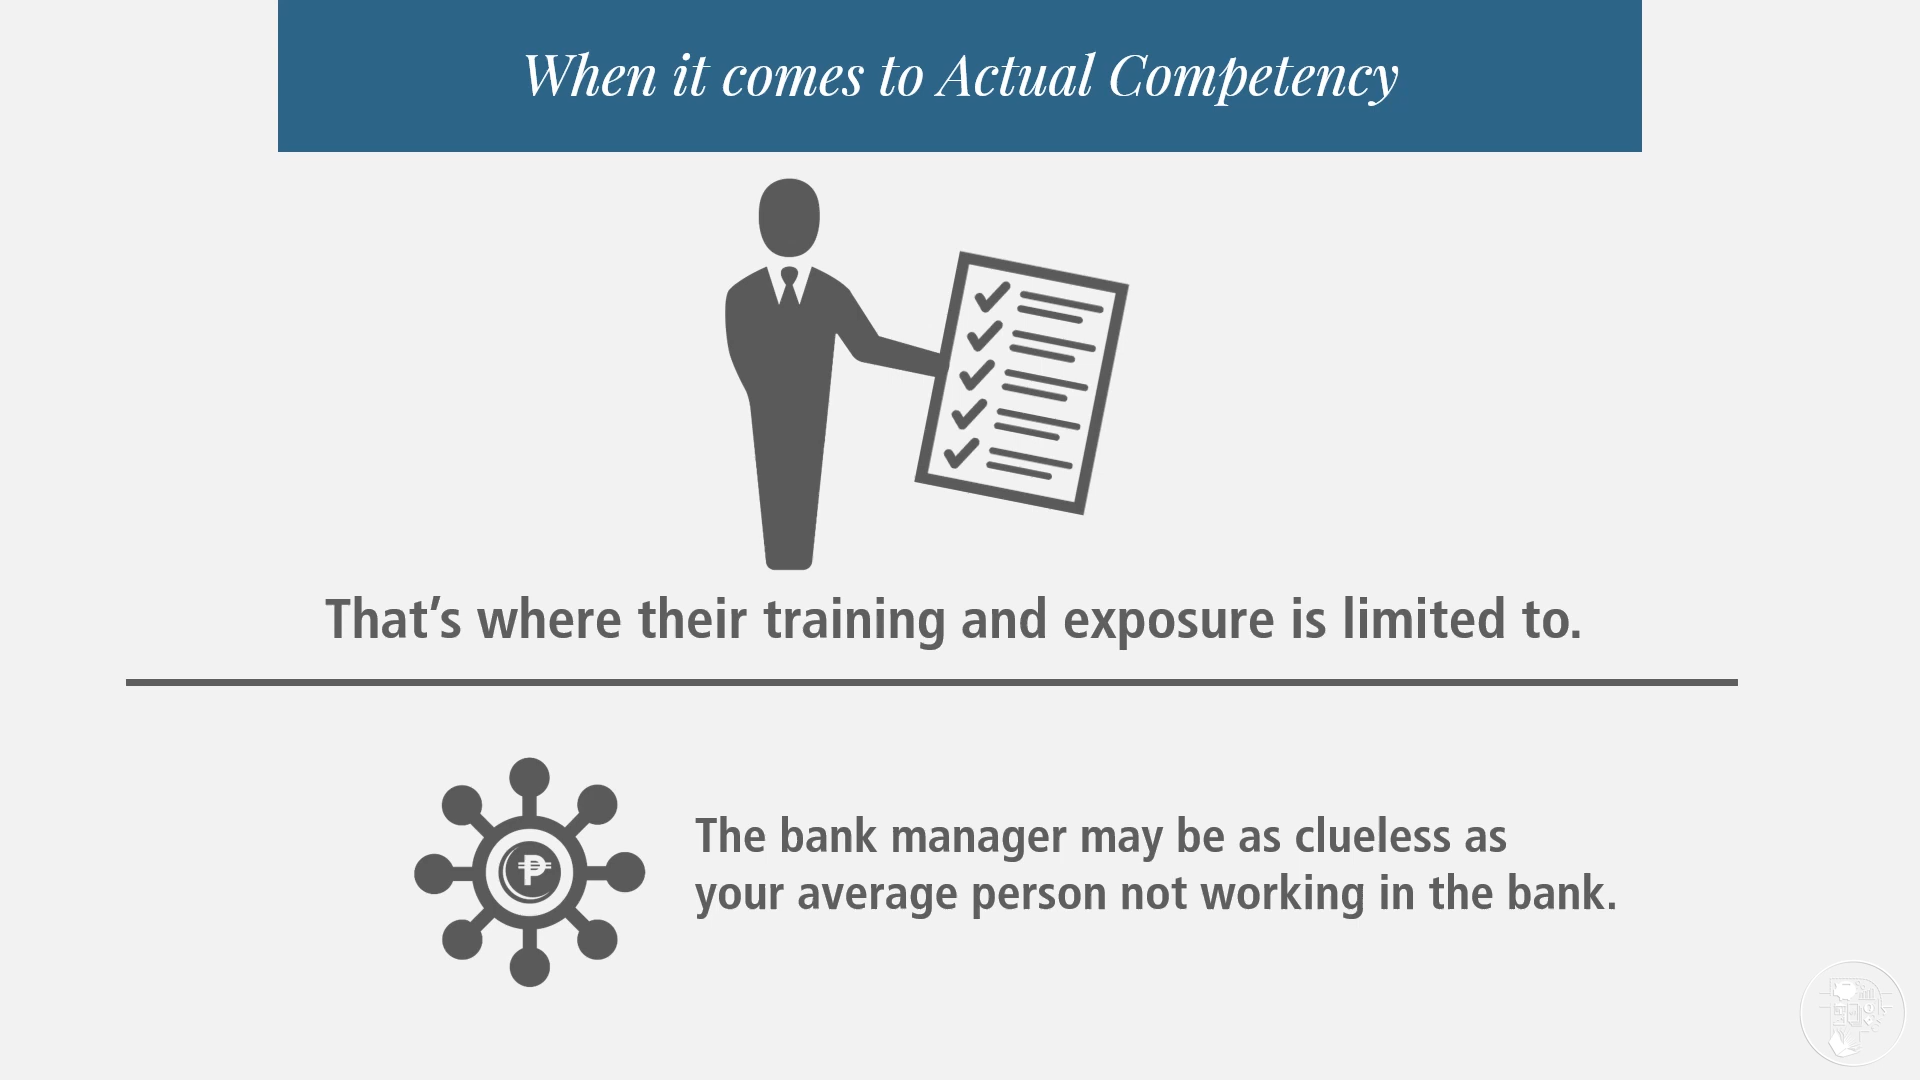 When it comes to Actual Competency
That’s where their training and exposure is limited to.
₱
The bank manager may be as clueless as
your average person not working in the bank.